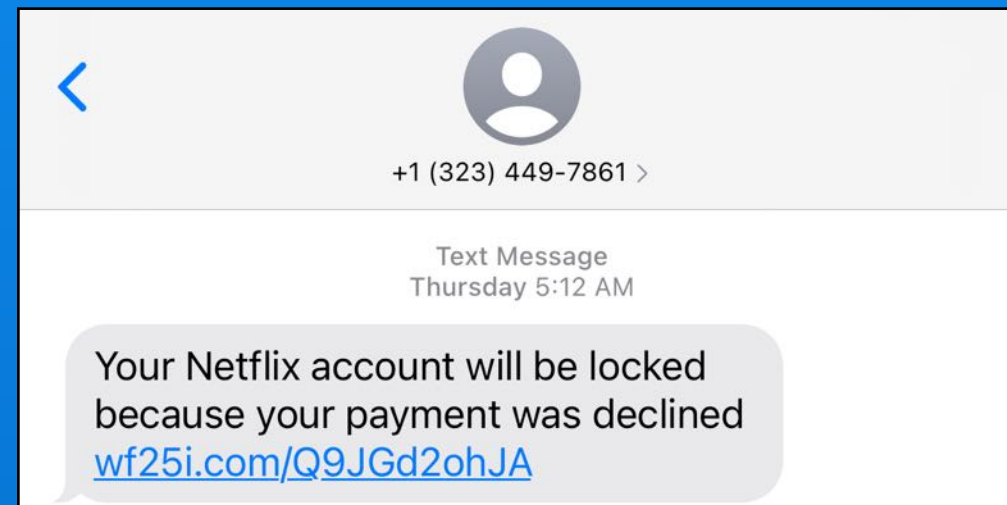 +1 (323) 449-7861 >
Text Message
Thursday 5:12 AM
Your Netflix account will be locked
because your payment was declined
wf25i.com/Q9JGd2ohJA